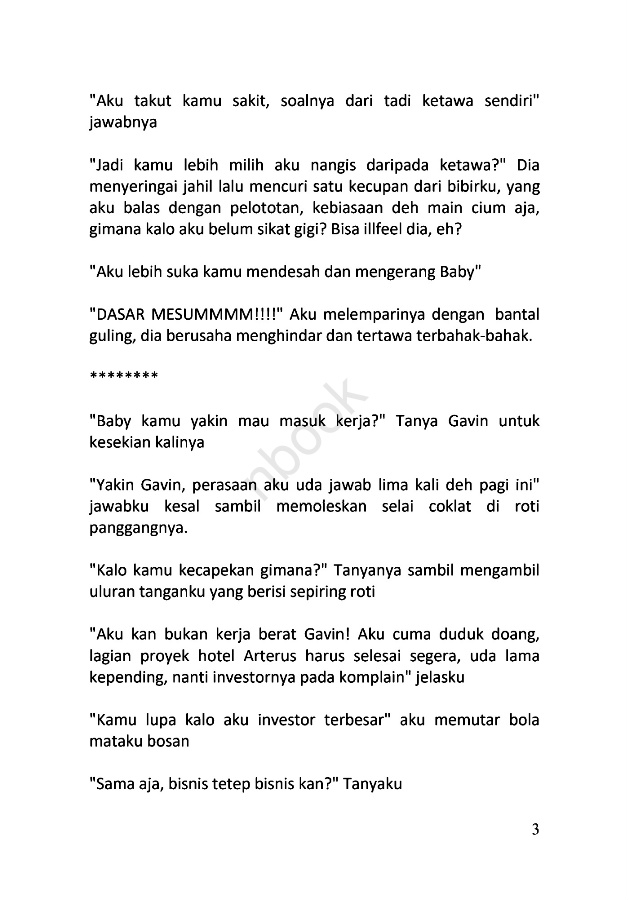 "Aku takut kamu sakit, soalnya dari tadi ketawa sendiri"
jawabnya
"Jadi kamu lebih milih aku nangis daripada ketawa?" Dia
menyeringai jahil lalu mencuri satu kecupan dari bibirku, yang
aku balas dengan pelototan, kebiasaan deh main cium aja,
gimana kalo aku belum sikat gigi? Bisa illfeel dia, eh?
"Aku lebih suka kamu mendesah dan mengerang Baby"
"DASAR MESUMMMM!!!!" Aku melemparinya dengan bantal
guling, dia berusaha menghindar dan tertawa terbahak-bahak.
********
"Baby kamu yakin mau masuk kerja?" Tanya Gavin untuk
kesekian kalinya
"Yakin Gavin, perasaan aku uda jawab lima kali deh pagi ini"
jawabku kesal sambil memoleskan selai coklat di roti
panggangnya.
"Kalo kamu kecapekan gimana?" Tanyanya sambil mengambil
uluran tanganku yang berisi sepiring roti
"Aku kan bukan kerja berat Gavin! Aku cuma duduk doang,
lagian proyek hotel Arterus harus selesai segera, uda lama
kepending, nanti investornya pada komplain" jelasku
"Kamu lupa kalo aku investor terbesar" aku memutar bola
mataku bosan
"Sama aja, bisnis tetep bisnis kan?" Tanyaku
3
nbook